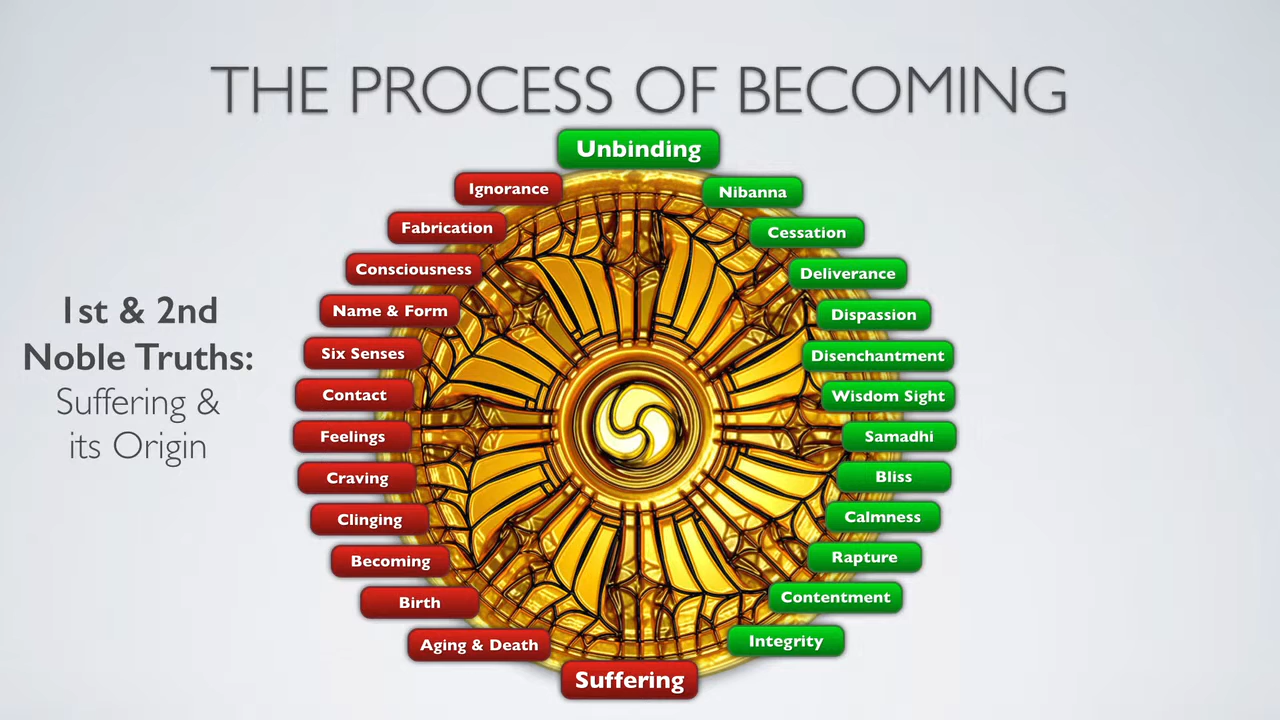 THE PROCESS OF BECOMING
Unbinding
Ignorance
Fabrication
Consciousness
Name & Form
Six Senses
Contact
Feelings
Craving
Clinging
Becoming
Birth
Aging & Death
Suffering
Nibanna
Cessation
Deliverance
Dispassion
Disenchantment
Wisdom Sight
Samadhi
Bliss
Calmness
Rapture
Contentment
Integrity
1st & 2nd
Noble Truths:
Suffering &
its Origin